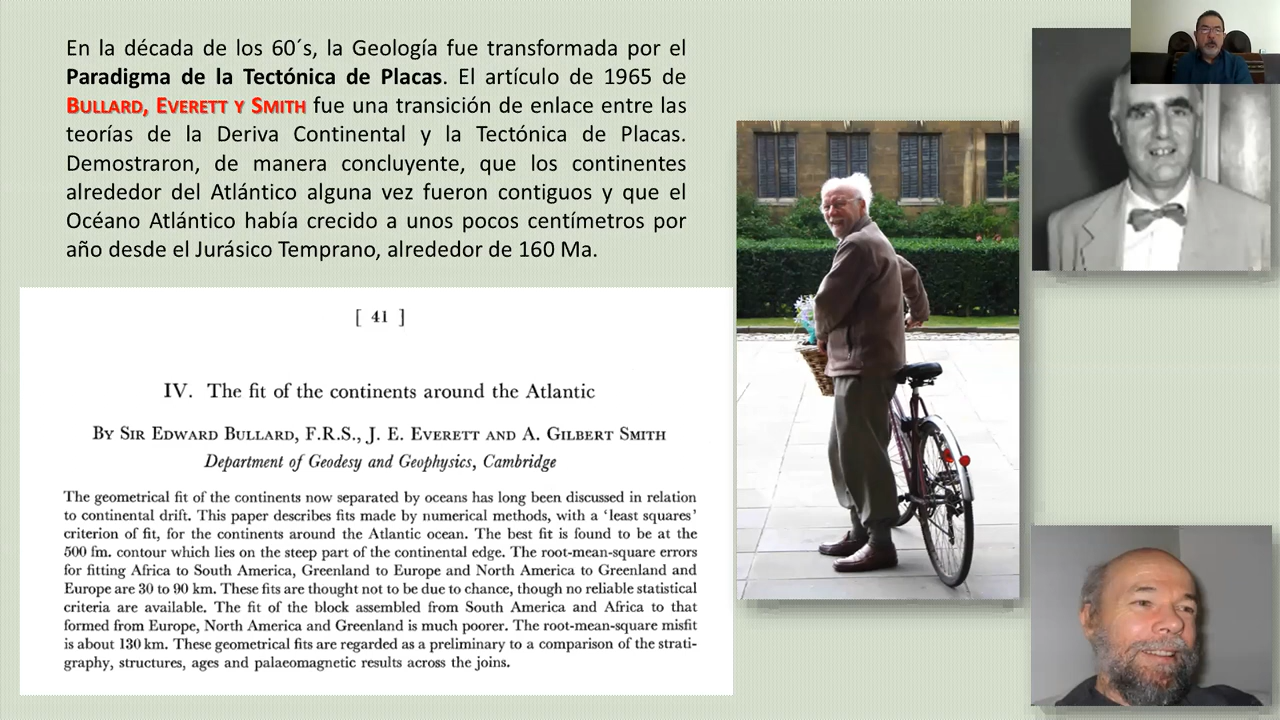 En la década de los 60´s, la Geología fue transformada por el
Paradigma de la Tectónica de Placas. El artículo de 1965 de
BULLARD, EVERETT Y SMITH fue una transición de enlace entre las
teorías de la Deriva Continental y la Tectónica de Placas.
Demostraron, de manera concluyente, que los continentes
alrededor del Atlántico alguna vez fueron contiguos y que el
Océano Atlántico había crecido a unos pocos centímetros por
año desde el Jurásico Temprano, alrededor de 160 Ma.
[ 41 ]
IV. The fit of the continents around the Atlantic
BY SIR EDWARD BULLARD, F.R.S., J. E. EVERETT AND A. GILBERT SMITH
Department of Geodesy and Geophysics, Cambridge
The geometrical fit of the continents now separated by oceans has long been discussed in relation
to continental drift. This paper describes fits made by numerical methods, with a ‘least squares’
criterion of fit, for the continents around the Atlantic ocean. The best fit is found to be at the
500 fm. contour which lies on the steep part of the continental edge. The root-mean-square errors
for fitting Africa to South America, Greenland to Europe and North America to Greenland and
Europe are 30 to 90 km. These fits are thought not to be due to chance, though no reliable statistical
criteria are available. The fit of the block assembled from South America and Africa to that
formed from Europe, North America and Greenland is much poorer. The root-mean-square misfit
is about 130 km. These geometrical fits are regarded as a preliminary to a comparison of the strati-
graphy, structures, ages and palaeomagnetic results across the joins.